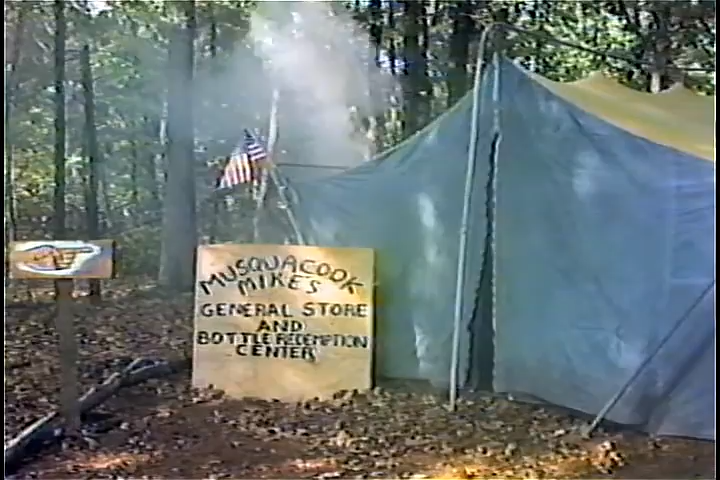 MUSQUACOOK
MIKE'S
GENERAL STORE
AND
BOTTLE REDEMPTION
CENTER